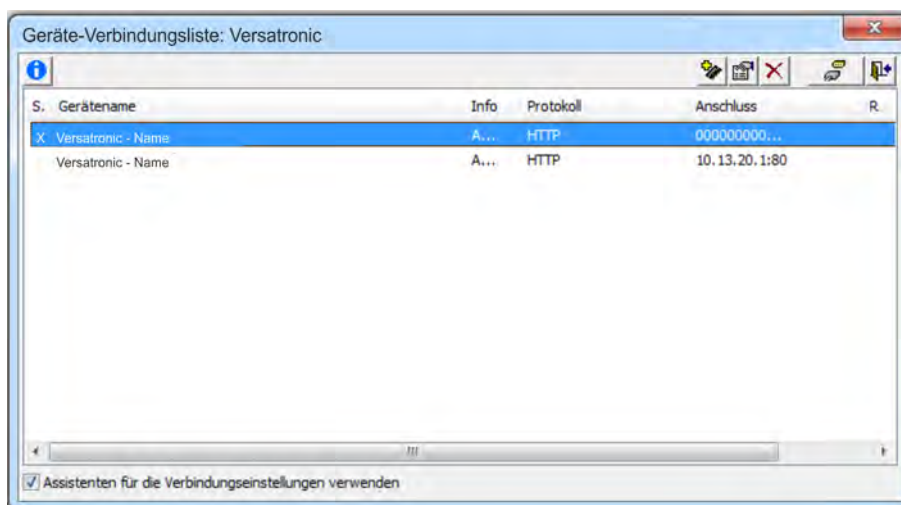 Geräte-Verbindungsliste: Versatronic
S. Gerätename Info Protokoll Anschluss R
X Versatronic - Name A... HTTP 000000000...
Versatronic - Name A... HTTP 10.13.20.1:80
Assistenten für die Verbindungseinstellungen verwenden